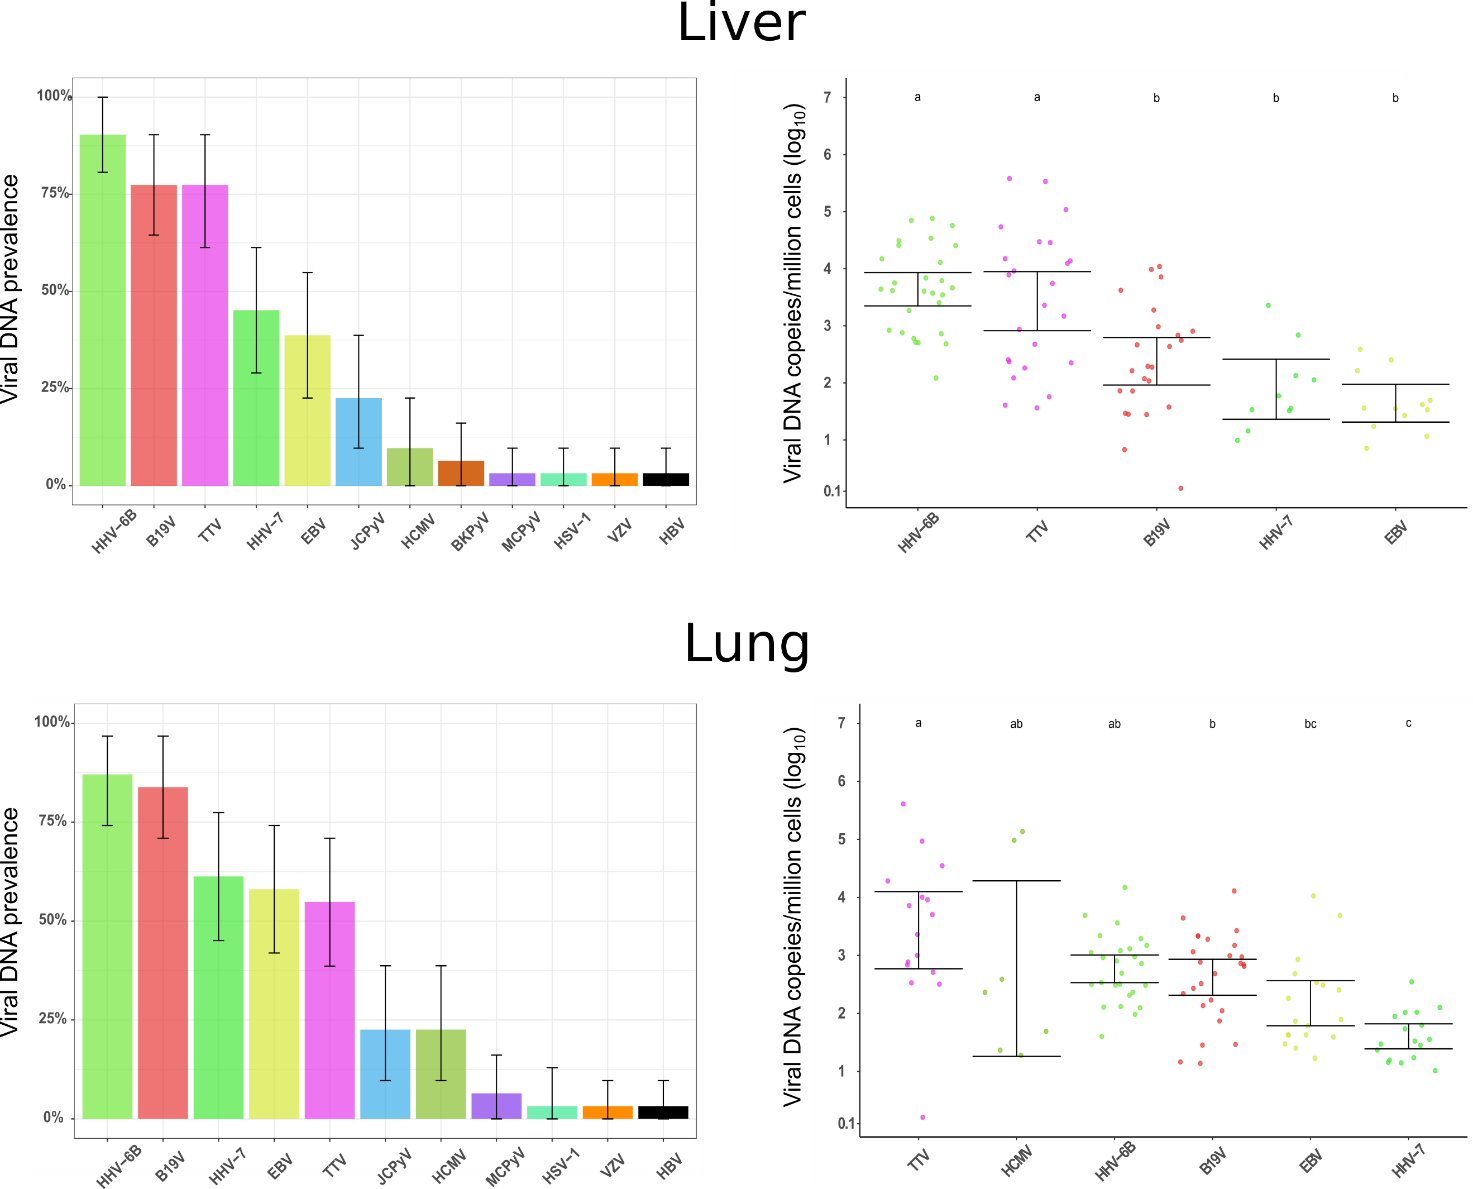 Liver
Viral DNA prevalence
100%
75%
50%
25%
0%
HHV-6B
B19V
TTV
HHV-7
EBV
JCPyV
HCMV
BKPyV
MCPyV
HSV-1
VZV
HBV
Viral DNA copeies/million cells (log10)
7
6
5
4
3
2
1
0.1
a
a
b
b
b
HHV-6B
TTV
B19V
HHV-7
EBV
Lung
Viral DNA prevalence
100%
75%
50%
25%
0%
HHV-6B
B19V
HHV-7
EBV
TTV
JCPyV
HCMV
MCPyV
HSV-1
VZV
HBV
Viral DNA copeies/million cells (log10)
7
6
5
4
3
2
1
0.1
a
ab
ab
b
bc
c
TTV
HCMV
HHV-6B
B19V
EBV
HHV-7